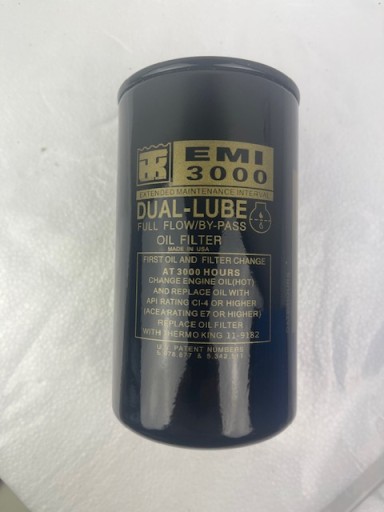 TK EMI
3000
EXTENDED MAINTENANCE INTERVAL
DUAL-LUBE
FULL FLOW/BY-PASS
OIL FILTER
MADE IN USA
FIRST OIL AND FILTER CHANGE
AT 3000 HOURS
CHANGE ENGINE OIL(HOT)
AND REPLACE OIL WITH
API RATING CI-4 OR HIGHER
(ACEA RATING E7 OR HIGHER)
REPLACE OIL FILTER
WITH THERMO KING 11-9182
U.S. PATENT NUMBERS